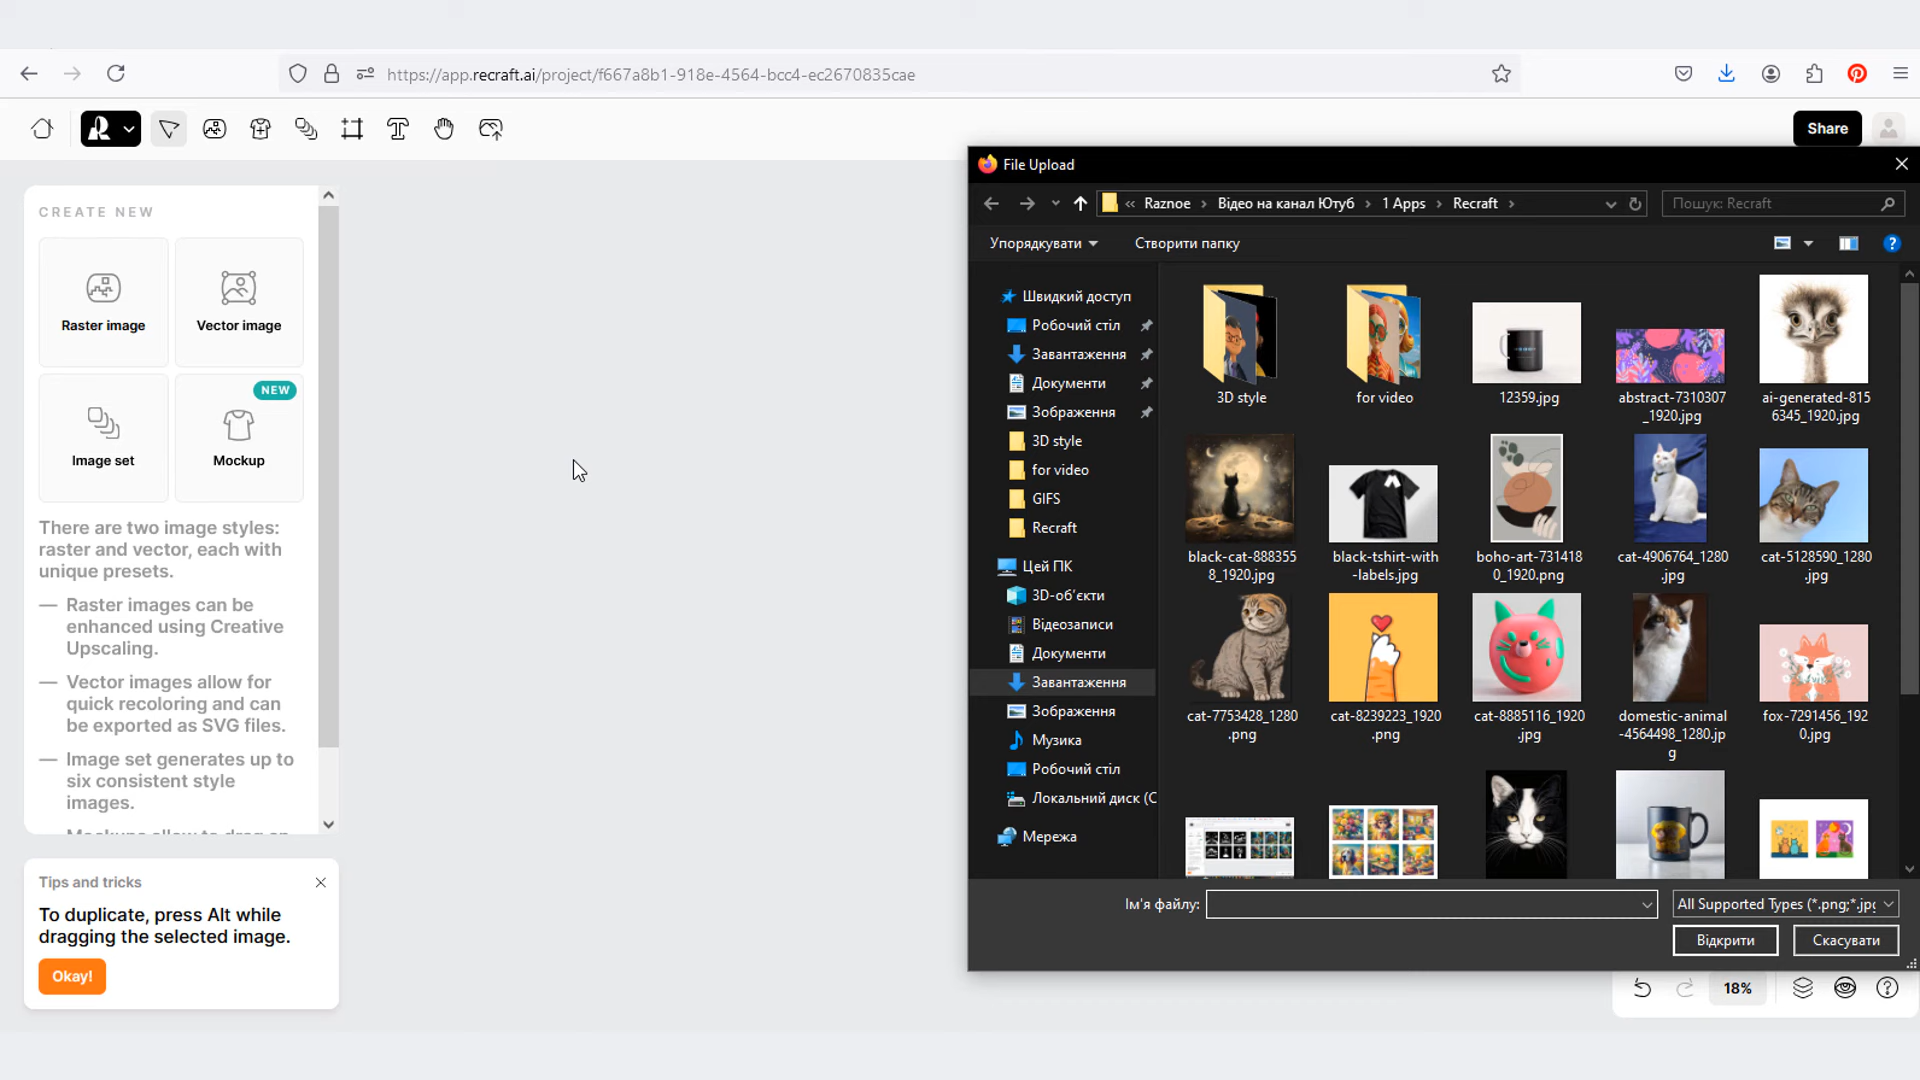 https://app.recraft.ai/project/f667a8b1-918e-4564-bcc4-ec2670835cae
Share
CREATE NEW
Raster image
Vector image
NEW
Image set
Mockup
There are two image styles:
raster and vector, each with
unique presets.
— Raster images can be
enhanced using Creative
Upscaling.
— Vector images allow for
quick recoloring and can
be exported as SVG files.
— Image set generates up to
six consistent style
images.
Tips and tricks
To duplicate, press Alt while
dragging the selected image.
Okay!
File Upload
« Raznoe › Відео на канал Ютуб › 1 Apps › Recraft ›
Пошук: Recraft
Упорядкувати
Створити папку
Швидкий доступ
Робочий стіл
Завантаження
Документи
Зображення
3D style
for video
GIFS
Recraft
Цей ПК
3D-об’єкти
Відеозаписи
Документи
Завантаження
Зображення
Музика
Робочий стіл
Локальний диск (C
Мережа
3D style
for video
12359.jpg
abstract-7310307
_1920.jpg
ai-generated-815
6345_1920.jpg
black-cat-888355
8_1920.jpg
black-tshirt-with
-labels.jpg
boho-art-731418
0_1920.png
cat-4906764_1280
.jpg
cat-5128590_1280
.jpg
cat-7753428_1280
.png
cat-8239223_1920
.png
cat-8885116_1920
.jpg
domestic-animal
-4564498_1280.jp
g
fox-7291456_192
0.jpg
Ім'я файлу:
All Supported Types (*.png;*.jpg
Відкрити
Скасувати
18%